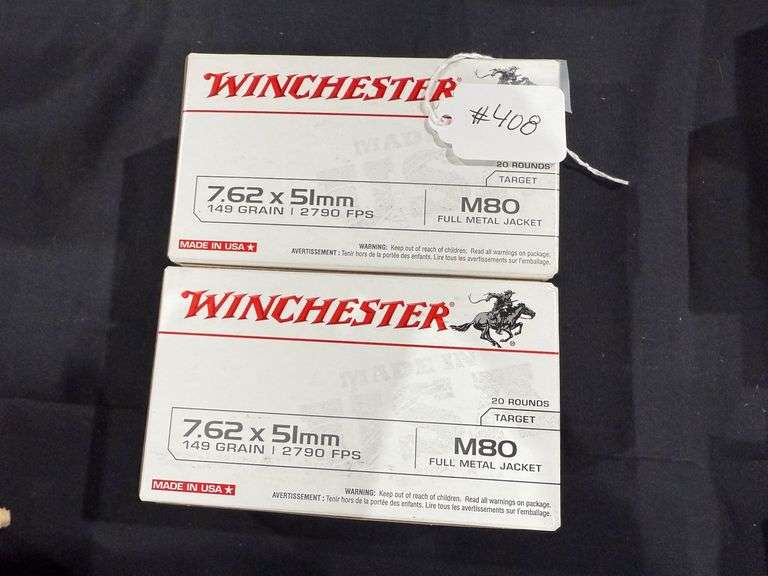 WINCHESTER
#408
20 ROUNDS
TARGET
7.62 x 51mm
149 GRAIN | 2790 FPS
M80
FULL METAL JACKET
MADE IN USA ★
WARNING: Keep out of reach of children. Read all warnings on package.
AVERTISSEMENT : Tenir hors de la portée des enfants. Lire tous les avertissements sur l'emballage.
WINCHESTER®
20 ROUNDS
TARGET
7.62 x 51mm
149 GRAIN | 2790 FPS
M80
FULL METAL JACKET
MADE IN USA ★
WARNING: Keep out of reach of children. Read all warnings on package.
AVERTISSEMENT : Tenir hors de la portée des enfants. Lire tous les avertissements sur l'emballage.